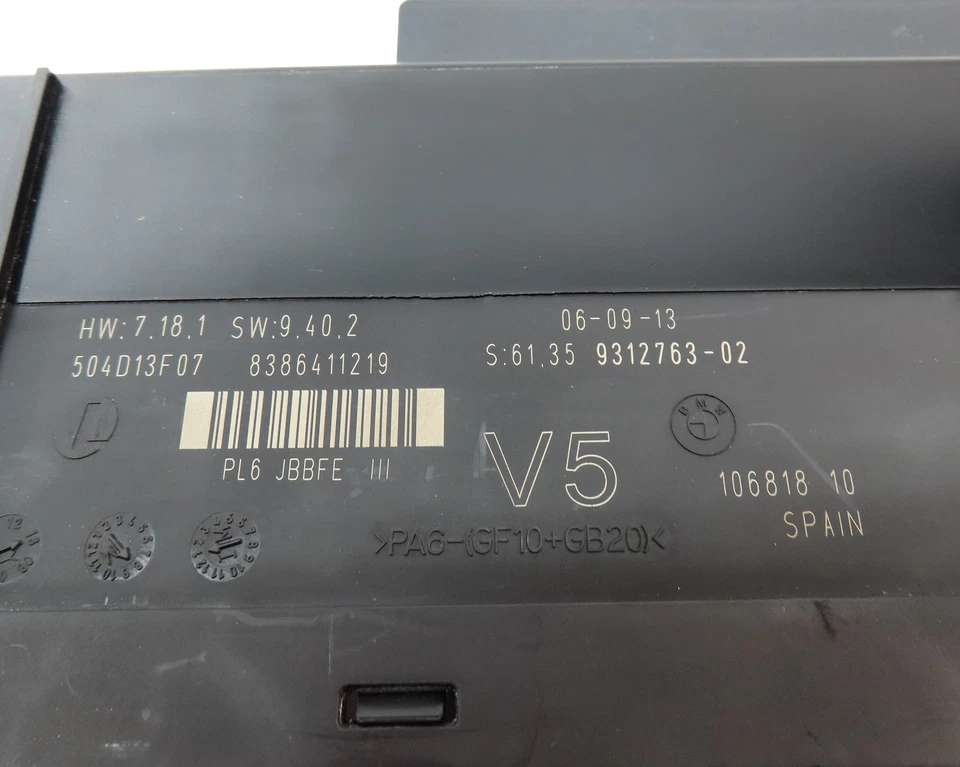 HW:7.18.1 SW:9.40.2
06-09-13
504D13F07 8386411219
S:61.35 9312763-02
BMW
PL6 JBBFE III
V5
106818 10
SPAIN
>PA6-(GF10+GB20)<